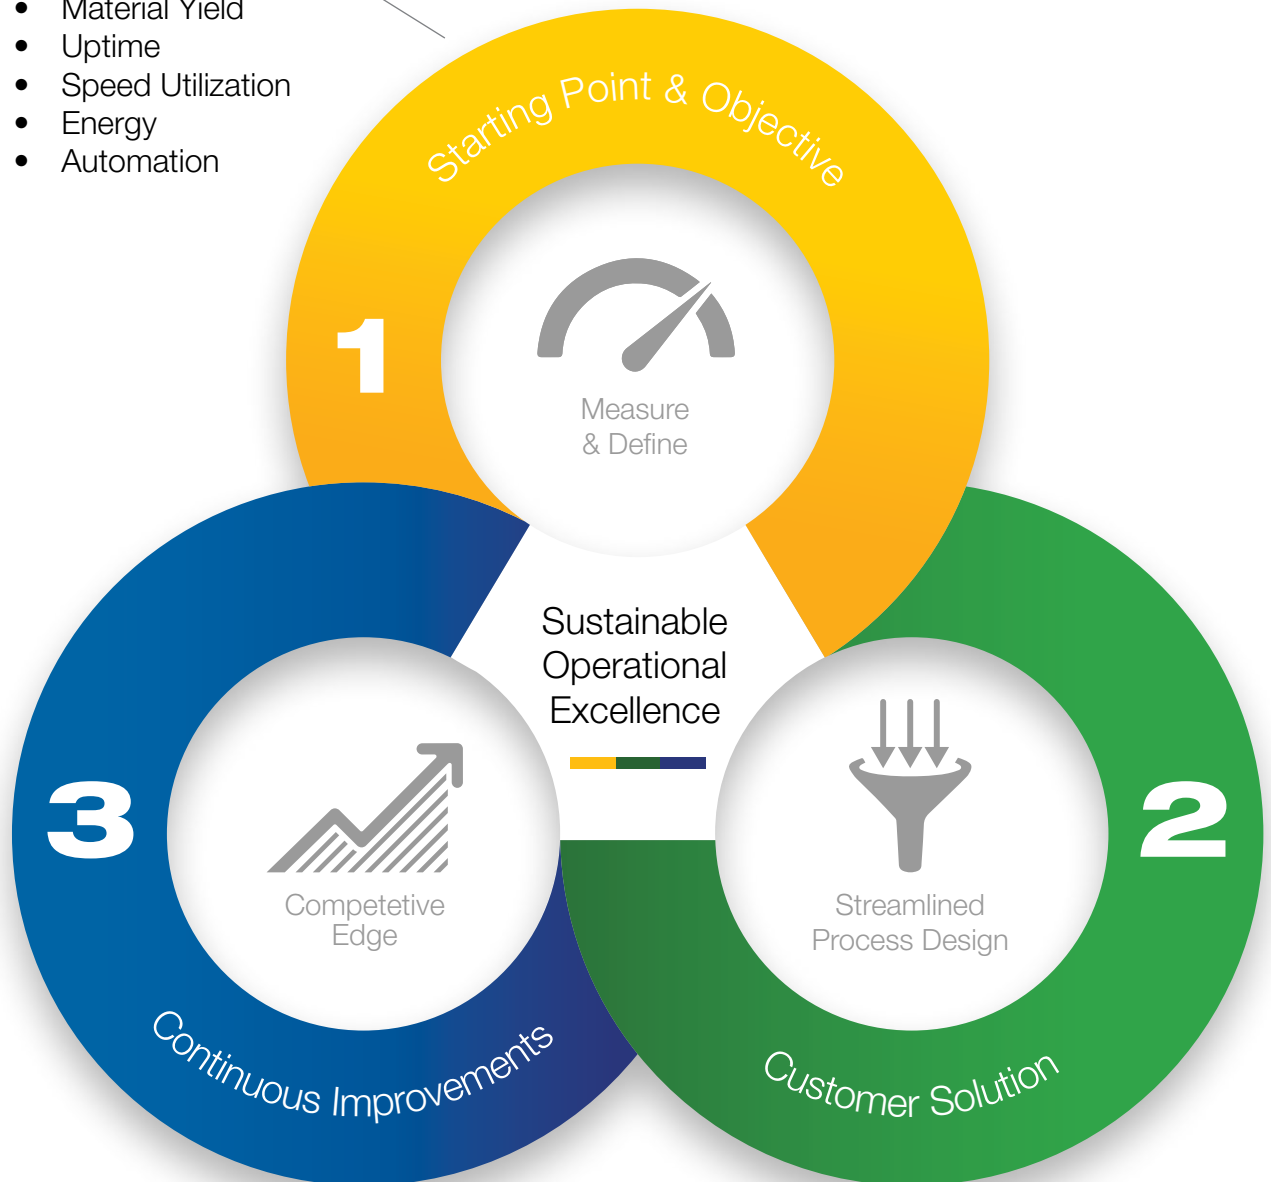 • Material Yield
• Uptime
• Speed Utilization
• Energy
• Automation
Starting Point & Objective
1
Measure
& Define
Sustainable
Operational
Excellence
3
Competetive
Edge
Continuous Improvements
2
Streamlined
Process Design
Customer Solution